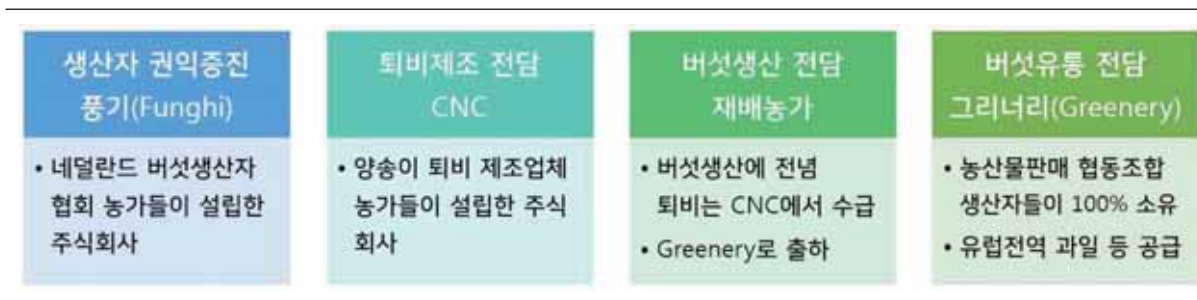 생산자 권익증진
풍기(Funghi)
• 네덜란드 버섯생산자
협회 농가들이 설립한
주식회사
퇴비제조 전담
CNC
• 양송이 퇴비 제조업체
농가들이 설립한 주식
회사
버섯생산 전담
재배농가
• 버섯생산에 전념
퇴비는 CNC에서 수급
• Greenery로 출하
버섯유통 전담
그리너리(Greenery)
• 농산물판매 협동조합
생산자들이 100% 소유
• 유럽전역 과일 등 공급